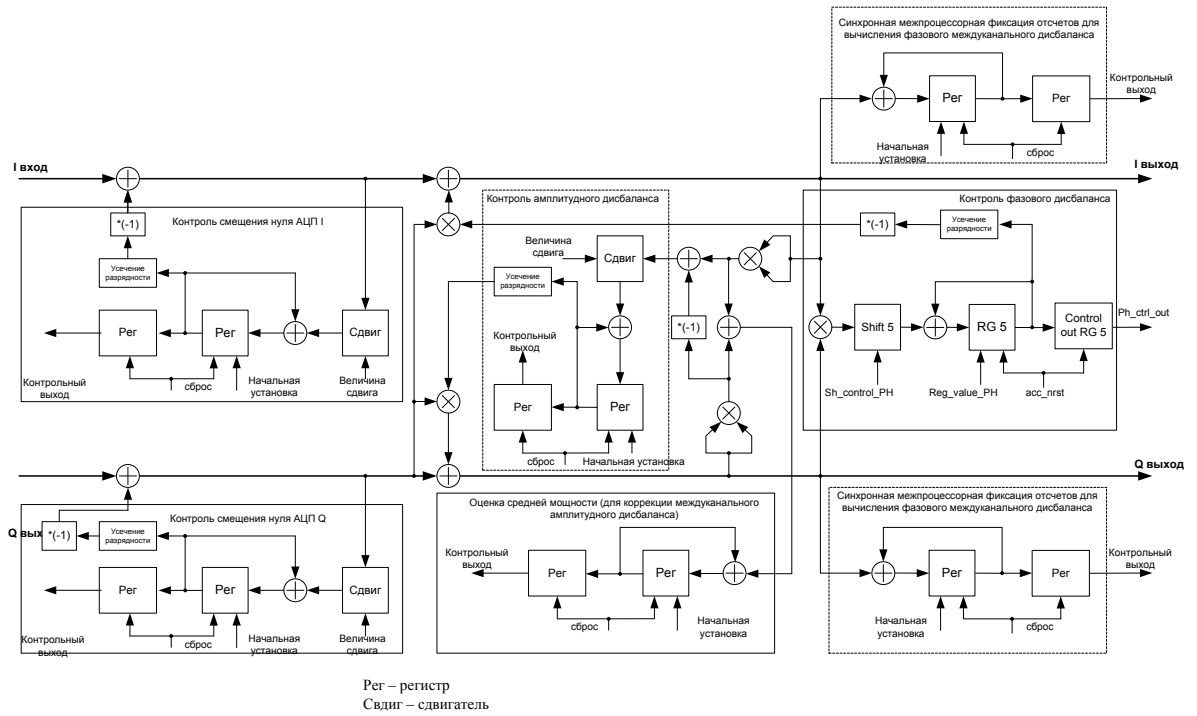 Синхронная межпроцессорная фиксация отсчетов для
вычисления фазового междуканального дисбаланса
Рег
Рег
Контрольный
выход
Начальная
установка
сброс
I вход
I выход
*(-1)
Контроль смещения нуля АЦП I
Усечение
разрядности
Рег
Рег
Сдвиг
Контрольный
выход
сброс
Начальная
установка
Величина
сдвига
Контроль амплитудного дисбаланса
Величина
сдвига
Сдвиг
Усечение
разрядности
*(-1)
Контрольный
выход
Рег
Рег
сброс
Начальная установка
Контроль фазового дисбаланса
*(-1)
Усечение
разрядности
Shift 5
RG 5
Control
out RG 5
Ph_ctrl_out
Sh_control_PH
Reg_value_PH
acc_nrst
Q выход
Q вых
*(-1)
Контроль смещения нуля АЦП Q
Усечение
разрядности
Рег
Рег
Сдвиг
Контрольный
выход
сброс
Начальная
установка
Величина
сдвига
Оценка средней мощности (для коррекции междуканального
амплитудного дисбаланса)
Контрольный
выход
Рег
Рег
сброс
Начальная
установка
Синхронная межпроцессорная фиксация отсчетов для
вычисления фазового междуканального дисбаланса
Рег
Рег
Контрольный
выход
Начальная
установка
сброс
Рег – регистр
Свдиг – сдвигатель